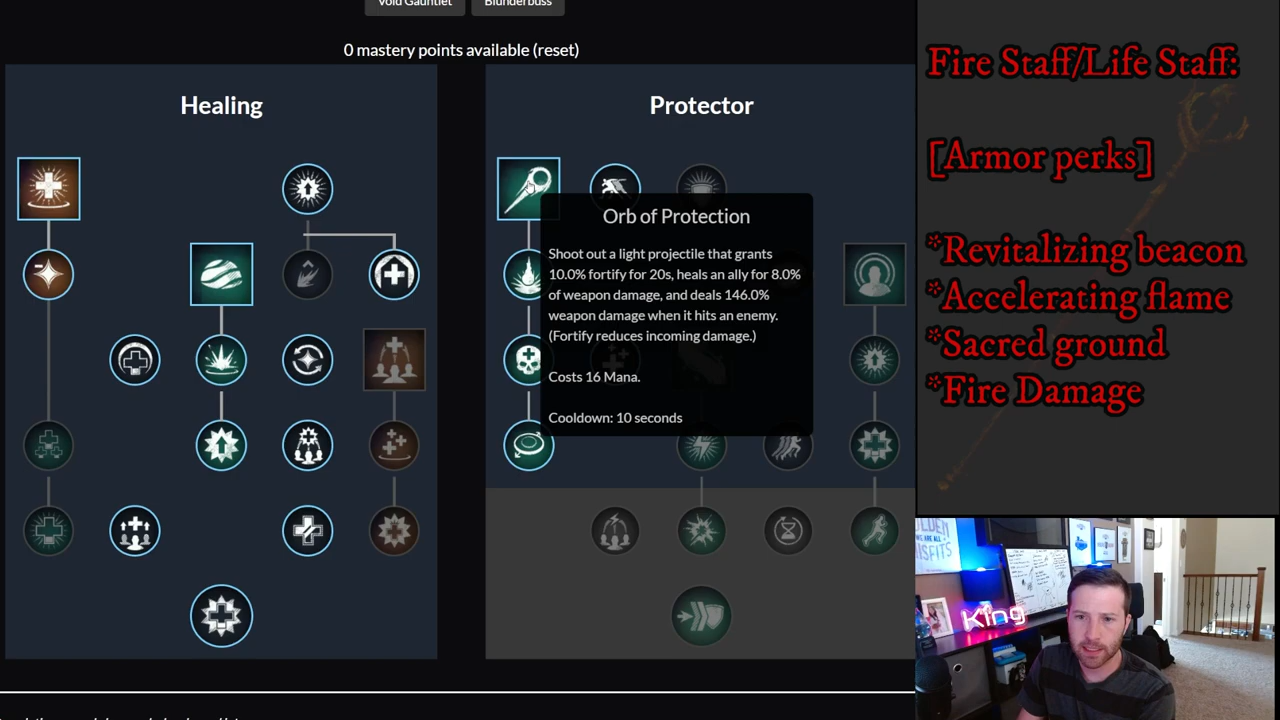 Void Gauntlet
Blunderbuss
0 mastery points available (reset)
Healing
Protector
Orb of Protection
Shoot out a light projectile that grants
10.0% fortify for 20s, heals an ally for 8.0%
of weapon damage, and deals 146.0%
weapon damage when it hits an enemy.
(Fortify reduces incoming damage.)
Costs 16 Mana.
Cooldown: 10 seconds
Fire Staff/Life Staff:
[Armor perks]
*Revitalizing beacon
*Accelerating flame
*Sacred ground
*Fire Damage
King